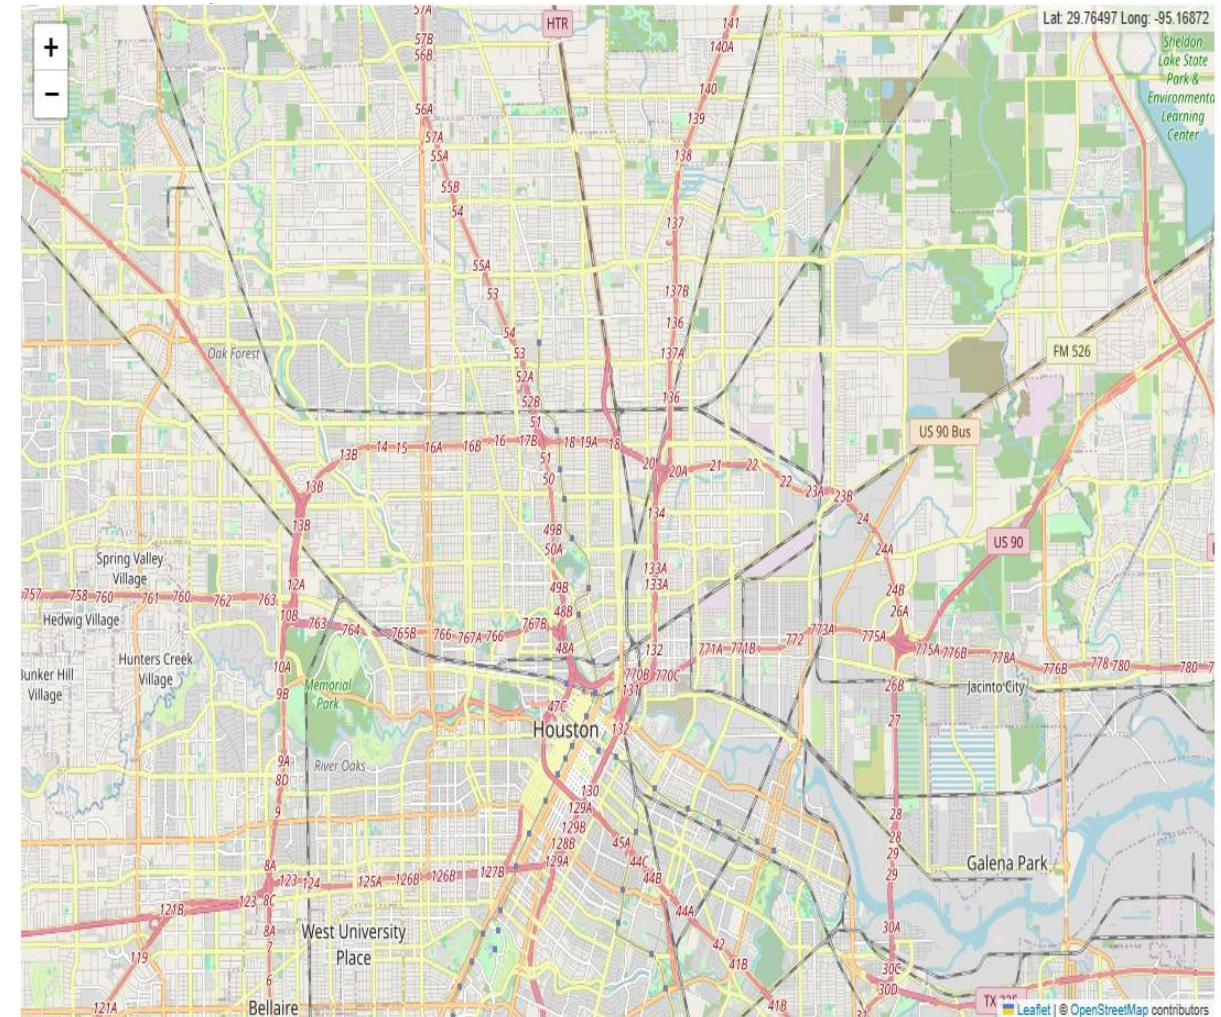 +
−
Lat: 29.76497 Long: -95.16872
57A
57B
56B
HTR
141
140A
Sheldon
Lake State
Park &
Environmenta
Learning
Center
140
56A
139
57A
55A
138
55B
54
137
55A
53
137B
54
136
Oak Forest
53
137A
FM 526
52A
136
52B
51
US 90 Bus
13B 14 15 16A 16B 16 17B 18 19A 18
51
20 20A 21 22
50
22
13B
23A 23B
13B
134
24
49B
50A
24A
US 90
Spring Valley
Village
133A
133A
12A
49B
24B
757 758 760 761 760 762 763
48B
26A
10B 763 764 765B 766 767A 766 767B
773A
772
775A
Hedwig Village
48A
132
771A 771B
775A 776B 778A 776B 778 780 780 7
Hunters Creek
Village
10A
770B 770C
Bunker Hill
Village
9B
Memorial
Park
131
26B
Jacinto City
47C
27
Houston
132
River Oaks
9A
8D
130
9
129A
28
129B
28
128B
45A
29
8A
129A
44C
Galena Park
123 124 125A 126B 126B 127B
44B
29
123 8C
121B
44A
8A
30A
West University
Place
7
42
119
41B
30C
6
30D
121A
Bellaire
41B
31
TX 225
Leaflet | © OpenStreetMap contributors